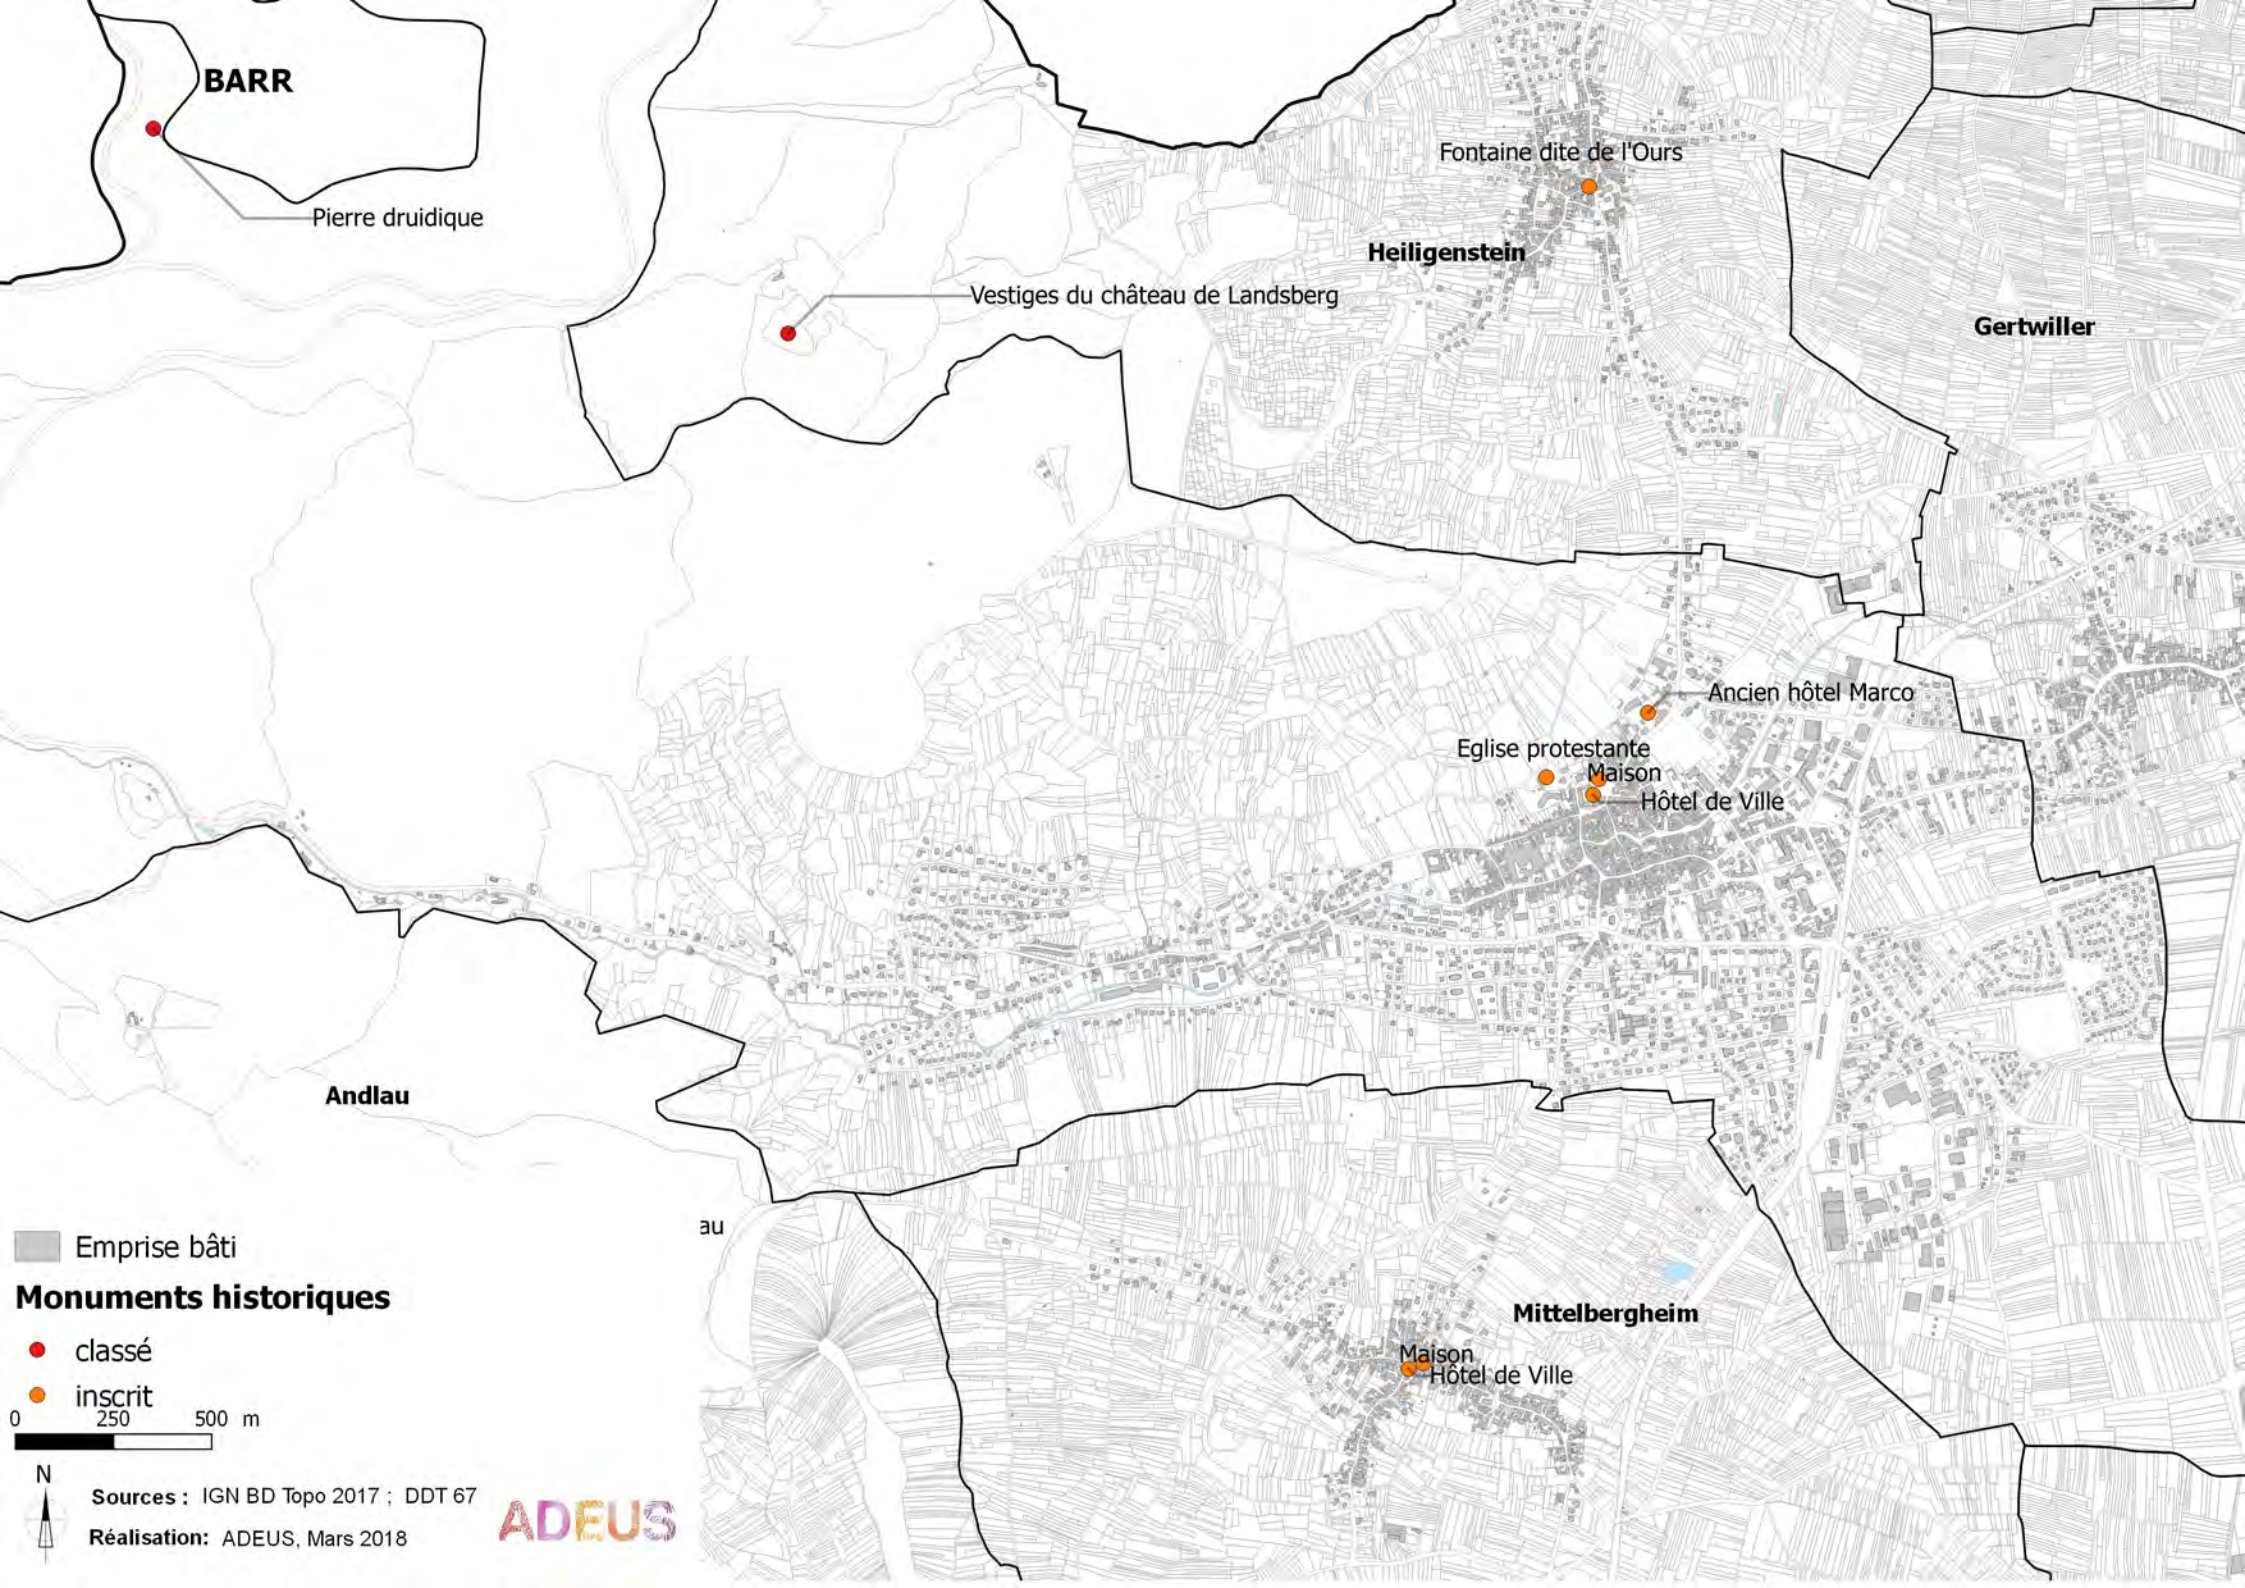 BARR
Pierre druidique
Fontaine dite de l'Ours
Heiligenstein
Vestiges du château de Landsberg
Gertwiller
Ancien hôtel Marco
Eglise protestante
Maison
Hôtel de Ville
Andlau
au
Mittelbergheim
Maison
Hôtel de Ville
Emprise bâti
Monuments historiques
classé
inscrit
0 250 500 m
N
Sources : IGN BD Topo 2017 ; DDT 67
Réalisation: ADEUS, Mars 2018
ADEUS